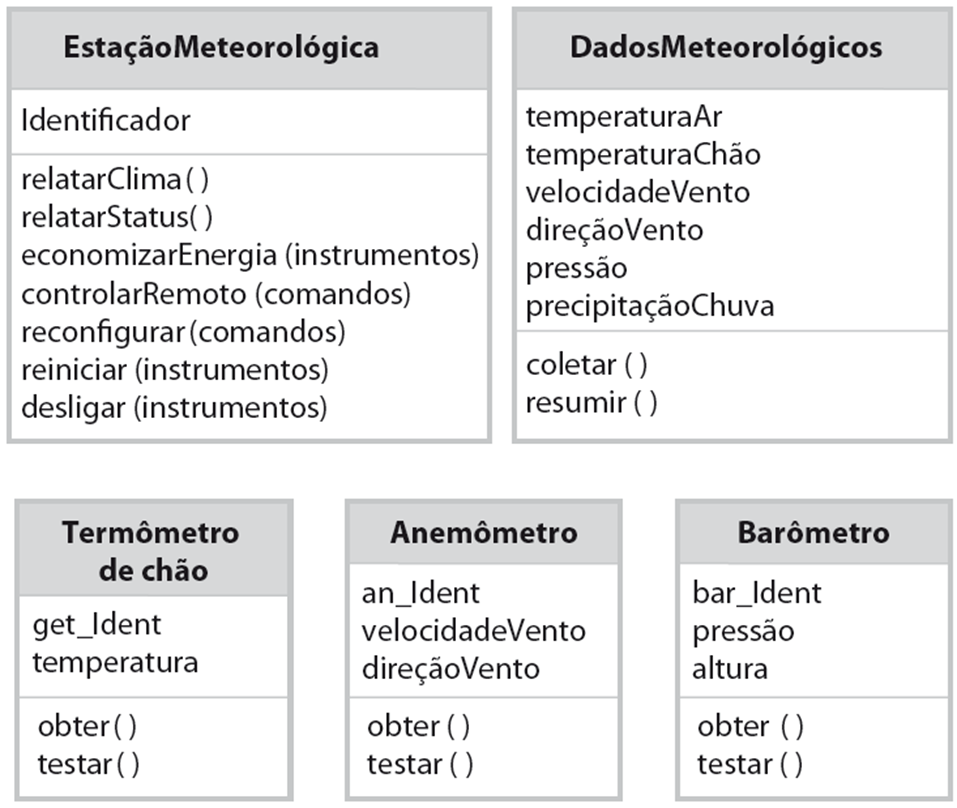 EstaçãoMeteorológica
Identificador
relatarClima ( )
relatarStatus( )
economizarEnergia (instrumentos)
controlarRemoto (comandos)
reconfigurar (comandos)
reiniciar (instrumentos)
desligar (instrumentos)
DadosMeteorológicos
temperaturaAr
temperaturaChão
velocidadeVento
direçãoVento
pressão
precipitaçãoChuva
coletar ( )
resumir ( )
Termômetro
de chão
get_Ident
temperatura
obter ( )
testar ( )
Anemômetro
an_Ident
velocidadeVento
direçãoVento
obter ( )
testar ( )
Barômetro
bar_Ident
pressão
altura
obter ( )
testar ( )